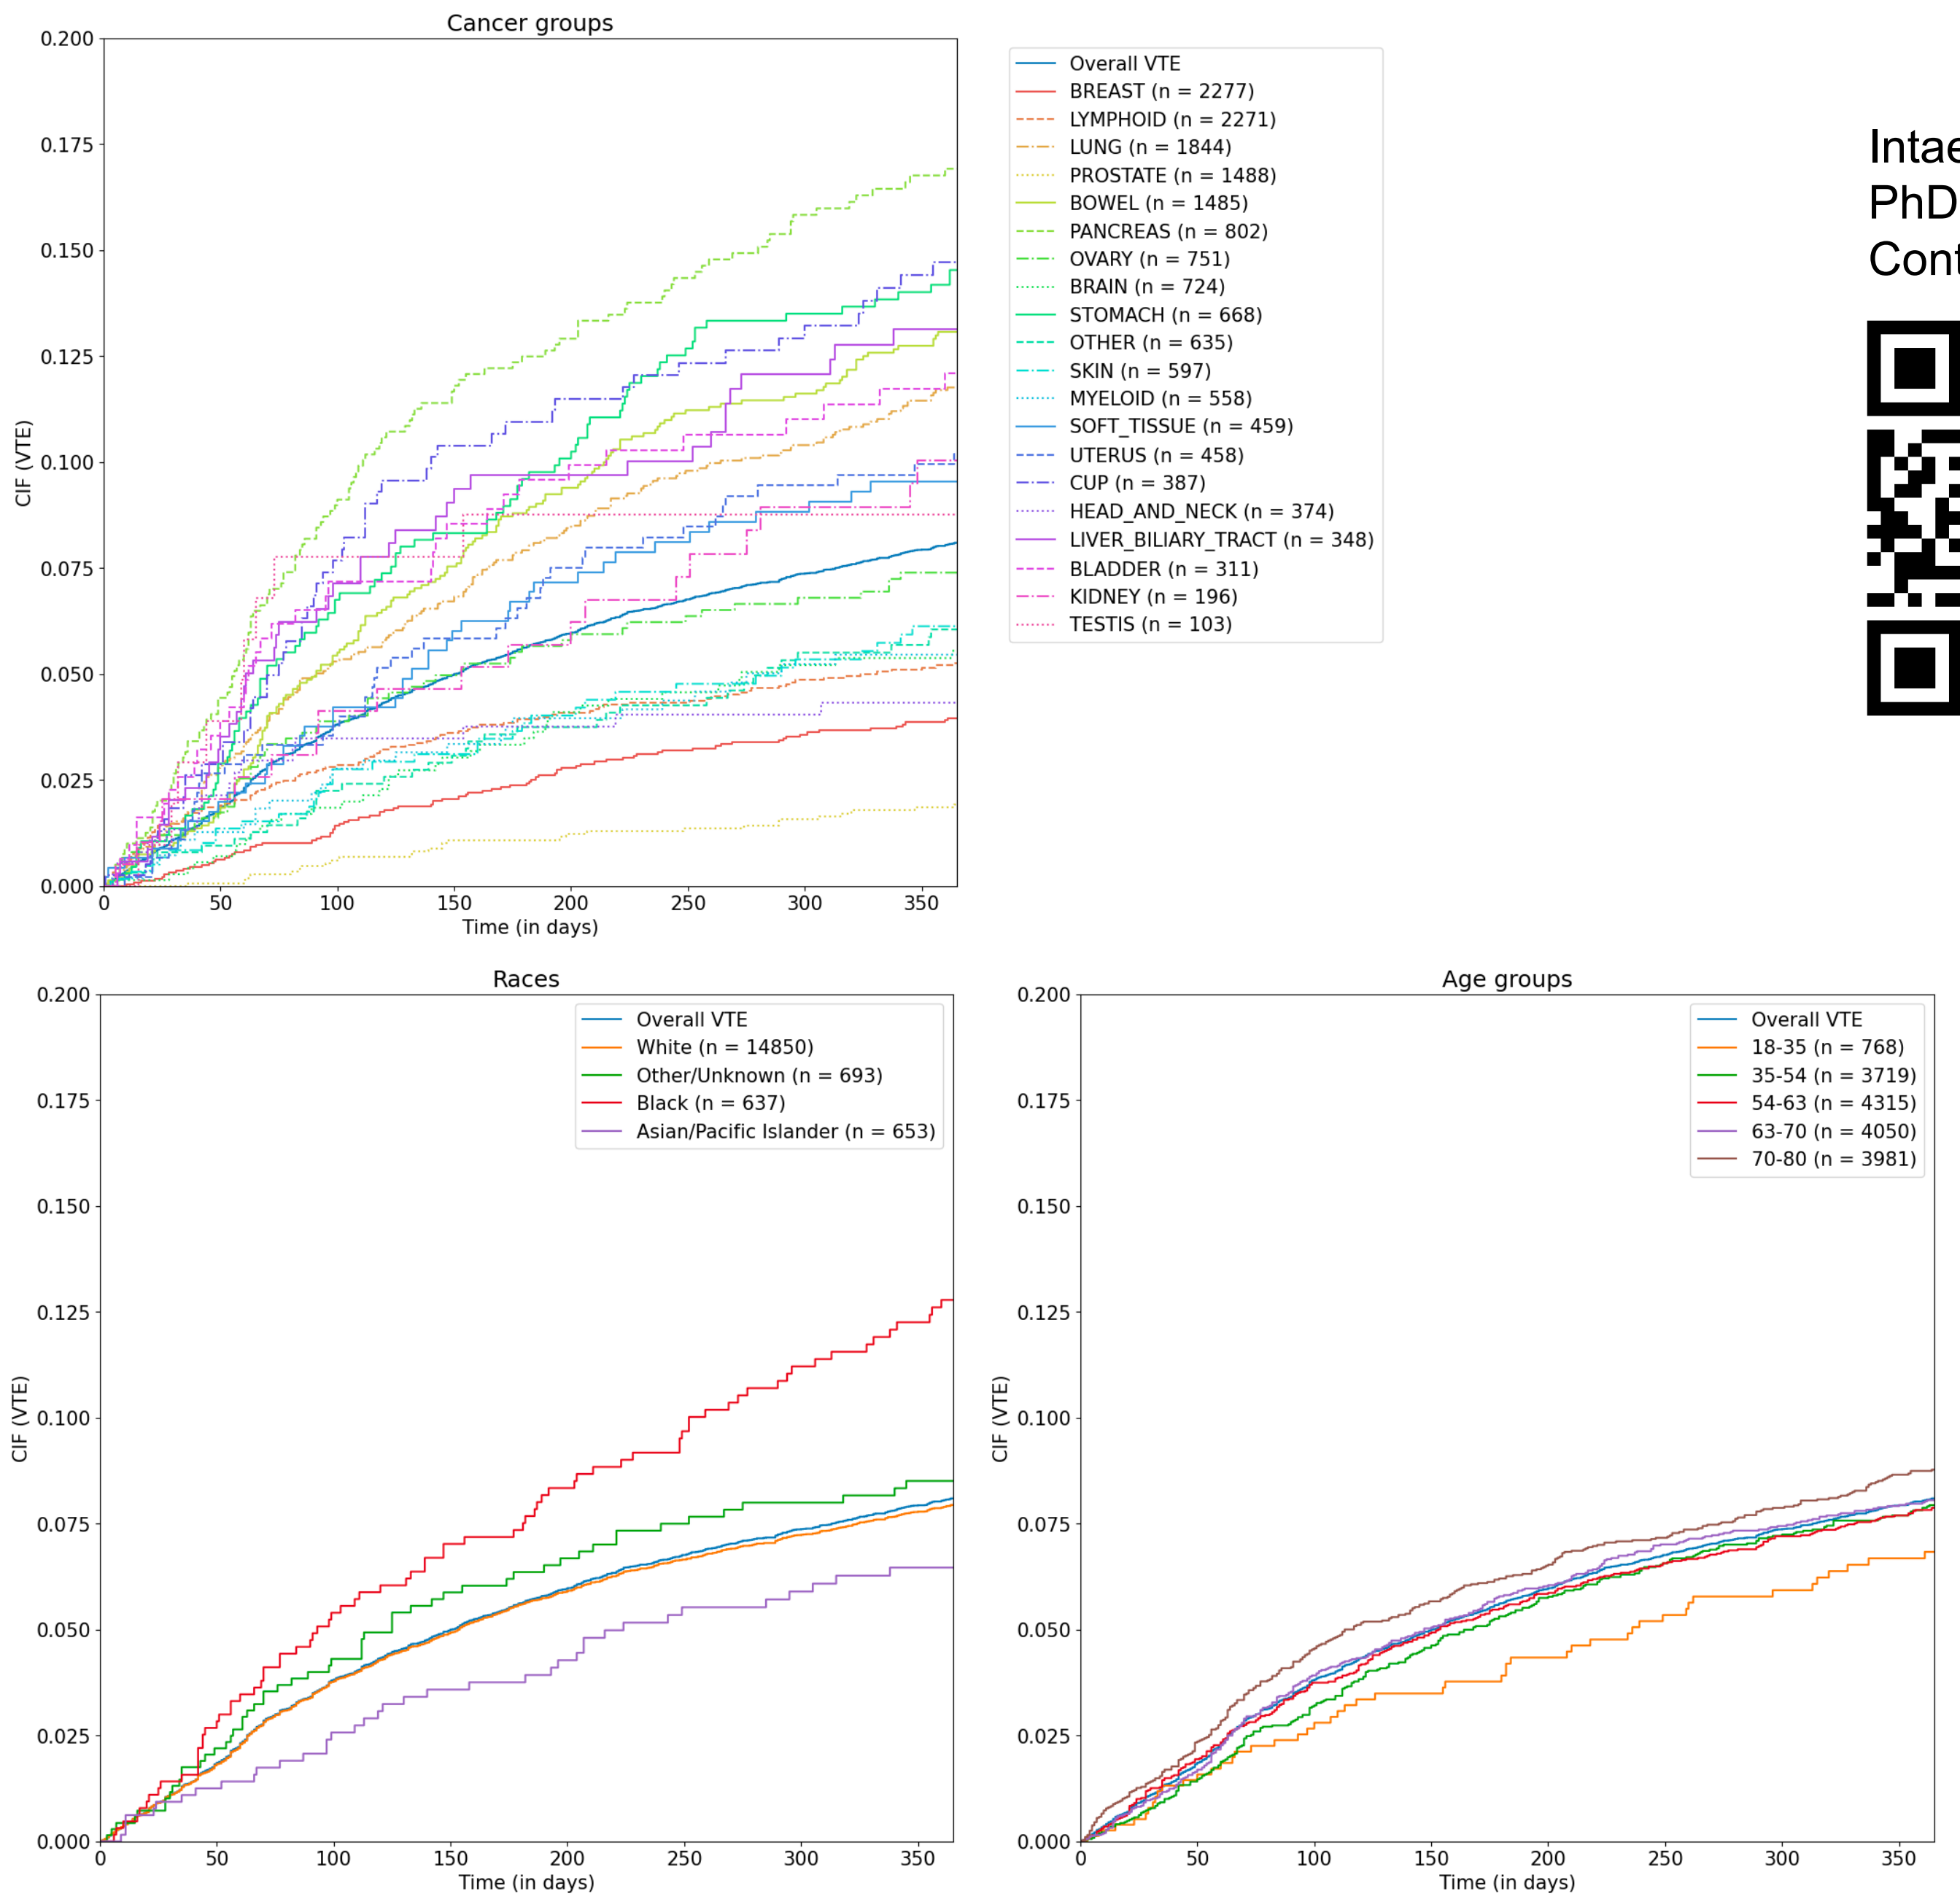 Cancer groups
0.200
0.175
0.150
0.125
0.100
0.075
0.050
0.025
0.000
CIF (VTE)
0 50 100 150 200 250 300 350
Time (in days)
Overall VTE
BREAST (n = 2277)
LYMPHOID (n = 2271)
LUNG (n = 1844)
PROSTATE (n = 1488)
BOWEL (n = 1485)
PANCREAS (n = 802)
OVARY (n = 751)
BRAIN (n = 724)
STOMACH (n = 668)
OTHER (n = 635)
SKIN (n = 597)
MYELOID (n = 558)
SOFT_TISSUE (n = 459)
UTERUS (n = 458)
CUP (n = 387)
HEAD_AND_NECK (n = 374)
LIVER_BILIARY_TRACT (n = 348)
BLADDER (n = 311)
KIDNEY (n = 196)
TESTIS (n = 103)
PhD
Races
0.200
0.175
0.150
0.125
0.100
0.075
0.050
0.025
0.000
CIF (VTE)
0 50 100 150 200 250 300 350
Time (in days)
Overall VTE
White (n = 14850)
Other/Unknown (n = 693)
Black (n = 637)
Asian/Pacific Islander (n = 653)
Age groups
0.200
0.175
0.150
0.125
0.100
0.075
0.050
0.025
0.000
CIF (VTE)
0 50 100 150 200 250 300 350
Time (in days)
Overall VTE
18-35 (n = 768)
35-54 (n = 3719)
54-63 (n = 4315)
63-70 (n = 4050)
70-80 (n = 3981)